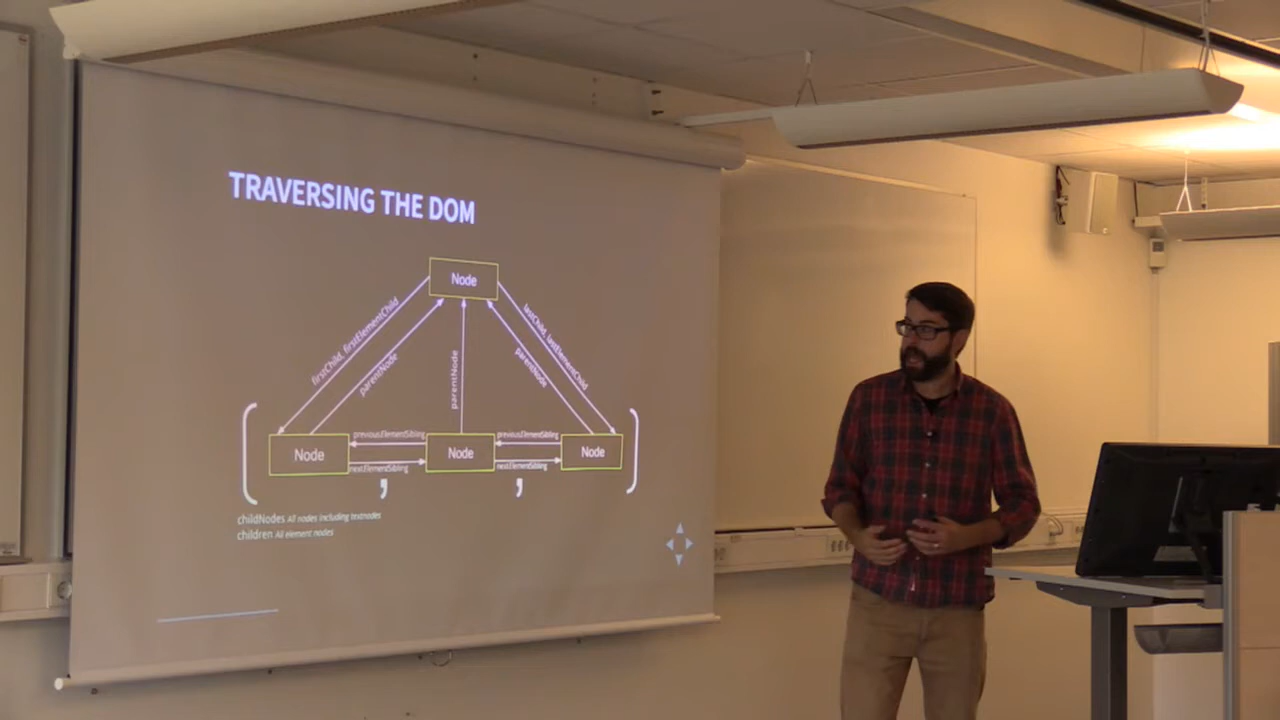 TRAVERSING THE DOM
Node
firstChild, firstElementChild
parentNode
parentNode
parentNode
lastChild, lastElementChild
Node
previousElementSibling
nextElementSibling
Node
previousElementSibling
nextElementSibling
Node
[ , , ]
childNodes All nodes including textnodes
children All element nodes